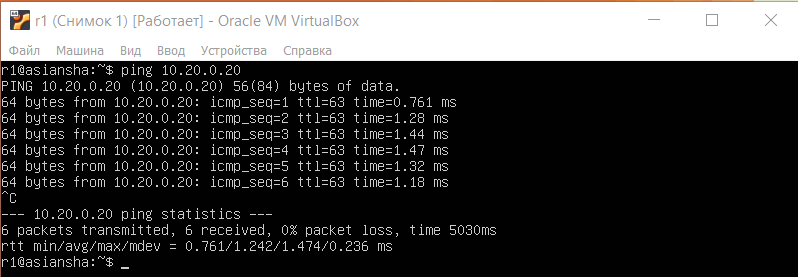 r1 (Снимок 1) [Работает] - Oracle VM VirtualBox
Файл Машина Вид Ввод Устройства Справка
r1@asiansha:~$ ping 10.20.0.20
PING 10.20.0.20 (10.20.0.20) 56(84) bytes of data.
64 bytes from 10.20.0.20: icmp_seq=1 ttl=63 time=0.761 ms
64 bytes from 10.20.0.20: icmp_seq=2 ttl=63 time=1.28 ms
64 bytes from 10.20.0.20: icmp_seq=3 ttl=63 time=1.44 ms
64 bytes from 10.20.0.20: icmp_seq=4 ttl=63 time=1.47 ms
64 bytes from 10.20.0.20: icmp_seq=5 ttl=63 time=1.32 ms
64 bytes from 10.20.0.20: icmp_seq=6 ttl=63 time=1.18 ms
^C
--- 10.20.0.20 ping statistics ---
6 packets transmitted, 6 received, 0% packet loss, time 5030ms
rtt min/avg/max/mdev = 0.761/1.242/1.474/0.236 ms
r1@asiansha:~$ _